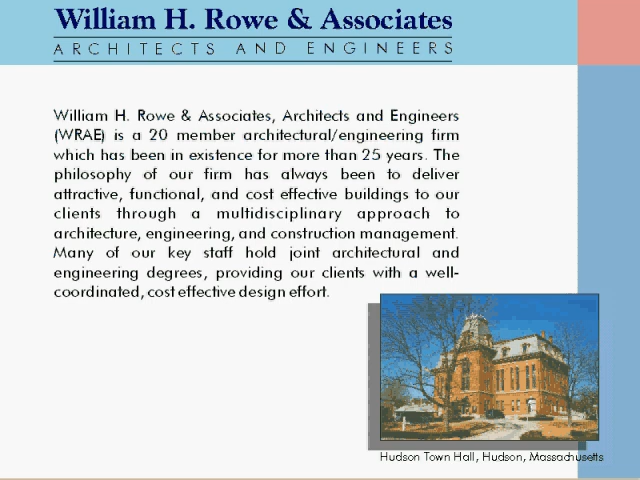 William H. Rowe & Associates
ARCHITECTS AND ENGINEERS
William H. Rowe & Associates, Architects and Engineers
(WRAE) is a 20 member architectural/engineering firm
which has been in existence for more than 25 years. The
philosophy of our firm has always been to deliver
attractive, functional, and cost effective buildings to our
clients through a multidisciplinary approach to
architecture, engineering, and construction management.
Many of our key staff hold joint architectural and
engineering degrees, providing our clients with a well-
coordinated, cost effective design effort.
Hudson Town Hall, Hudson, Massachusetts